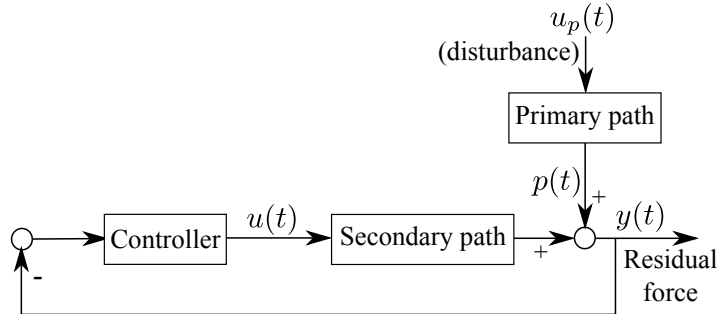 u_p(t)
(disturbance)
Primary path
p(t)
+
Controller
u(t)
Secondary path
+
y(t)
Residual
force
-